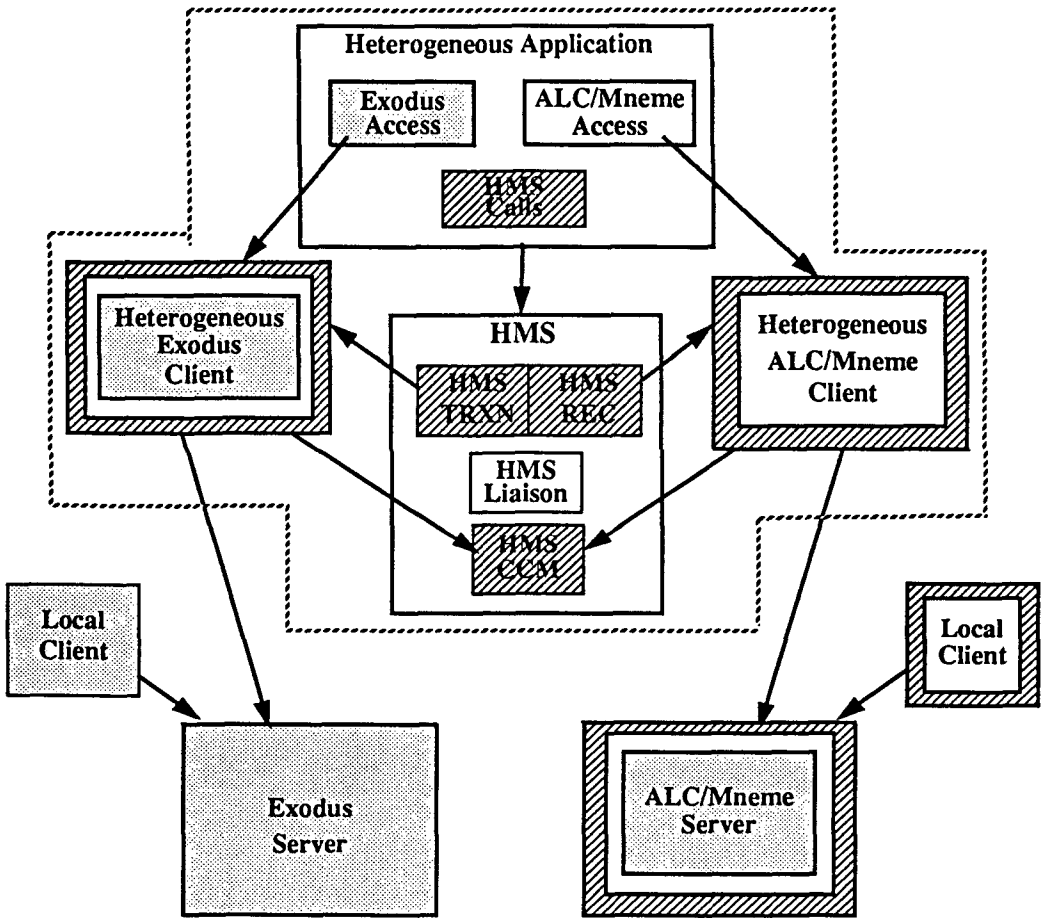 Heterogeneous Application
Exodus
Access
ALC/Mneme
Access
HMS
Calls
Heterogeneous
Exodus
Client
HMS
HMS
TRXN
HMS
REC
HMS
Liaison
HMS
CCM
Heterogeneous
ALC/Mneme
Client
Local
Client
Local
Client
Exodus
Server
ALC/Mneme
Server